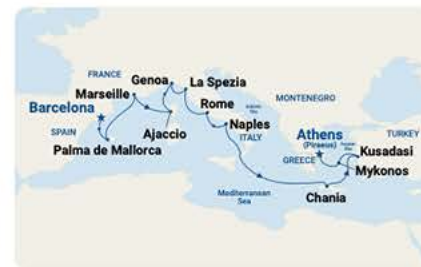 FRANCE
Genoa
La Spezia
Marseille
Barcelona
Rome
MONTENEGRO
Naples
SPAIN
Ajaccio
ITALY
Athens
(Piraeus)
TURKEY
Palma de Mallorca
Kusadasi
GREECE
Mykonos
Mediterranean
Sea
Chania